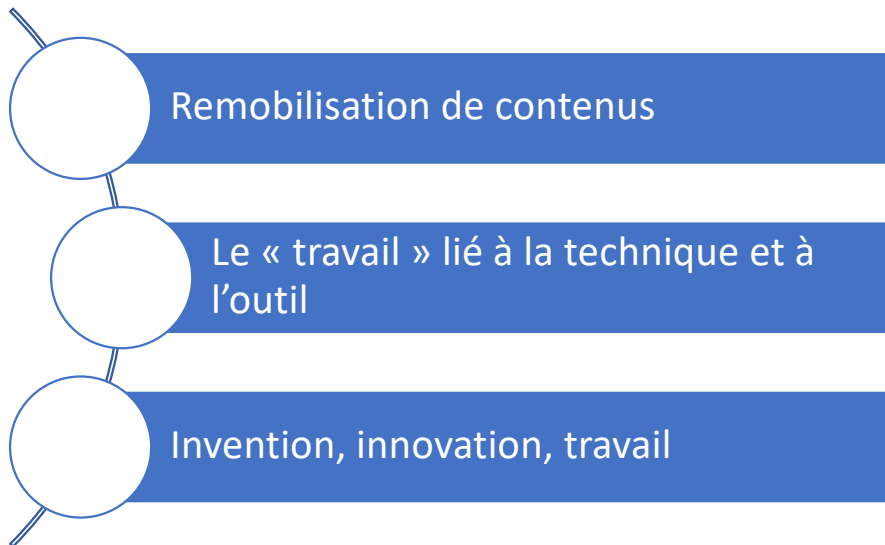 Remobilisation de contenus
Le « travail » lié à la technique et à
l’outil
Invention, innovation, travail